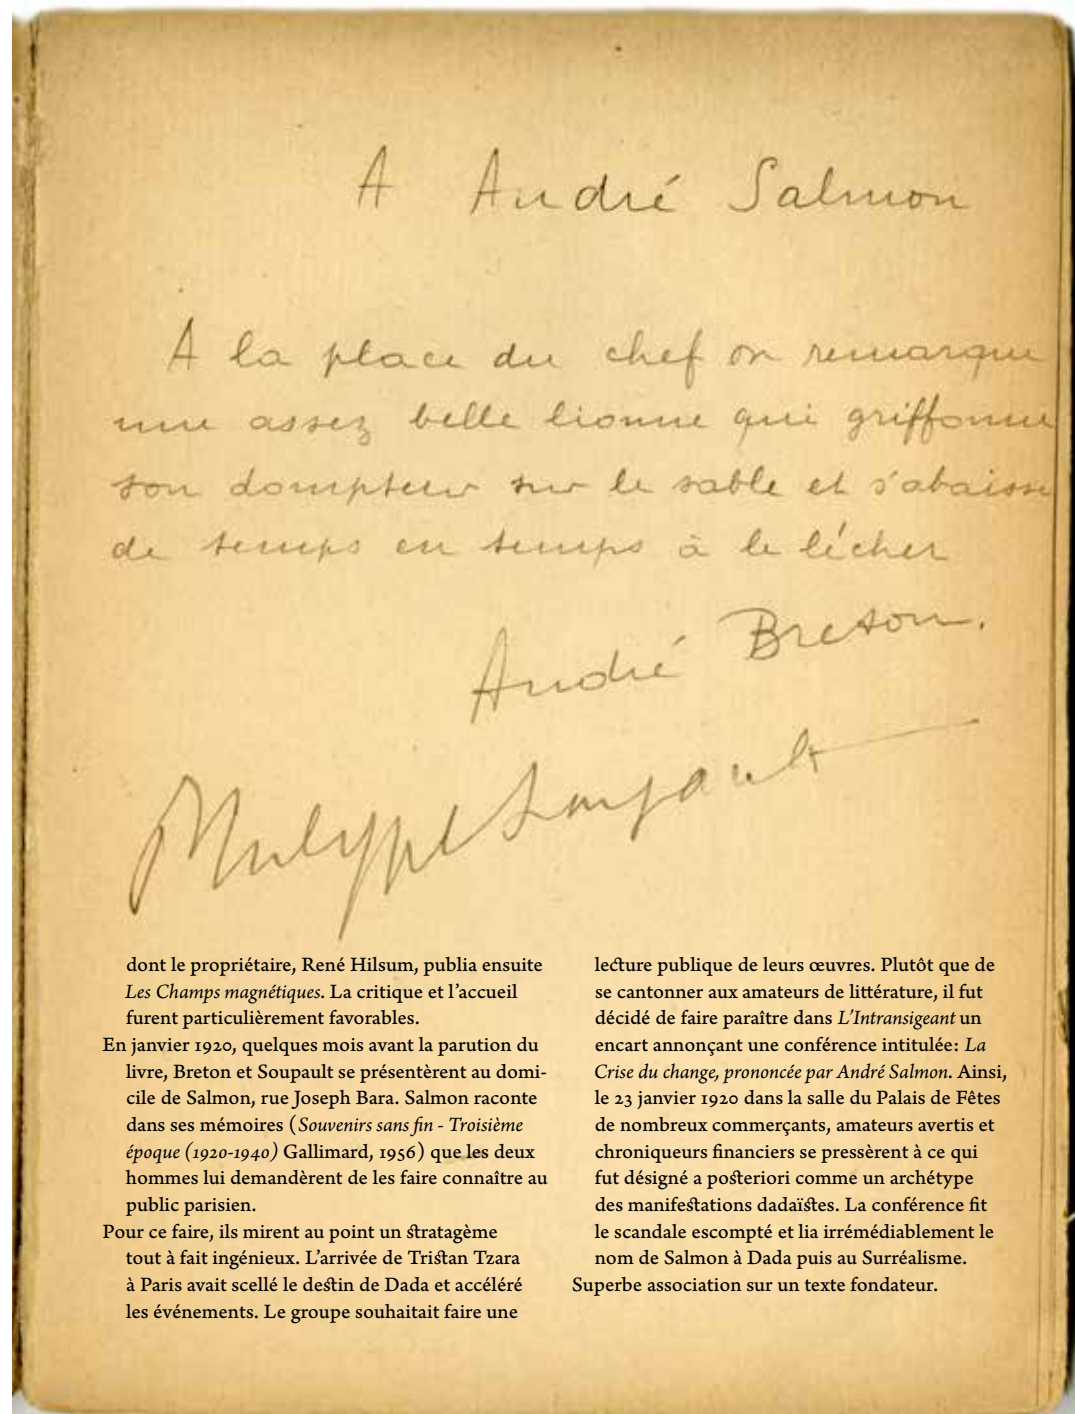 A André Salmon
A la place du chef on remarque
une assez belle lionne qui griffonne
son dompteur sur le sable et s'abaisse
de temps en temps à le lécher
André Breton.
Philippe Soupault
dont le propriétaire, René Hilsum, publia ensuite
Les Champs magnétiques. La critique et l'accueil
furent particulièrement favorables.
En janvier 1920, quelques mois avant la parution du
livre, Breton et Soupault se présentèrent au domi-
cile de Salmon, rue Joseph Bara. Salmon raconte
dans ses mémoires (Souvenirs sans fin - Troisième
époque (1920-1940) Gallimard, 1956) que les deux
hommes lui demandèrent de les faire connaître au
public parisien.
Pour ce faire, ils mirent au point un stratagème
tout à fait ingénieux. L'arrivée de Tristan Tzara
à Paris avait scellé le destin de Dada et accéléré
les événements. Le groupe souhaitait faire une
lecture publique de leurs œuvres. Plutôt que de
se cantonner aux amateurs de littérature, il fut
décidé de faire paraître dans L'Intransigeant un
encart annonçant une conférence intitulée: La
Crise du change, prononcée par André Salmon. Ainsi,
le 23 janvier 1920 dans la salle du Palais de Fêtes
de nombreux commerçants, amateurs avertis et
chroniqueurs financiers se pressèrent à ce qui
fut désigné a posteriori comme un archétype
des manifestations dadaïstes. La conférence fit
le scandale escompté et lia irrémédiablement le
nom de Salmon à Dada puis au Surréalisme.
Superbe association sur un texte fondateur.